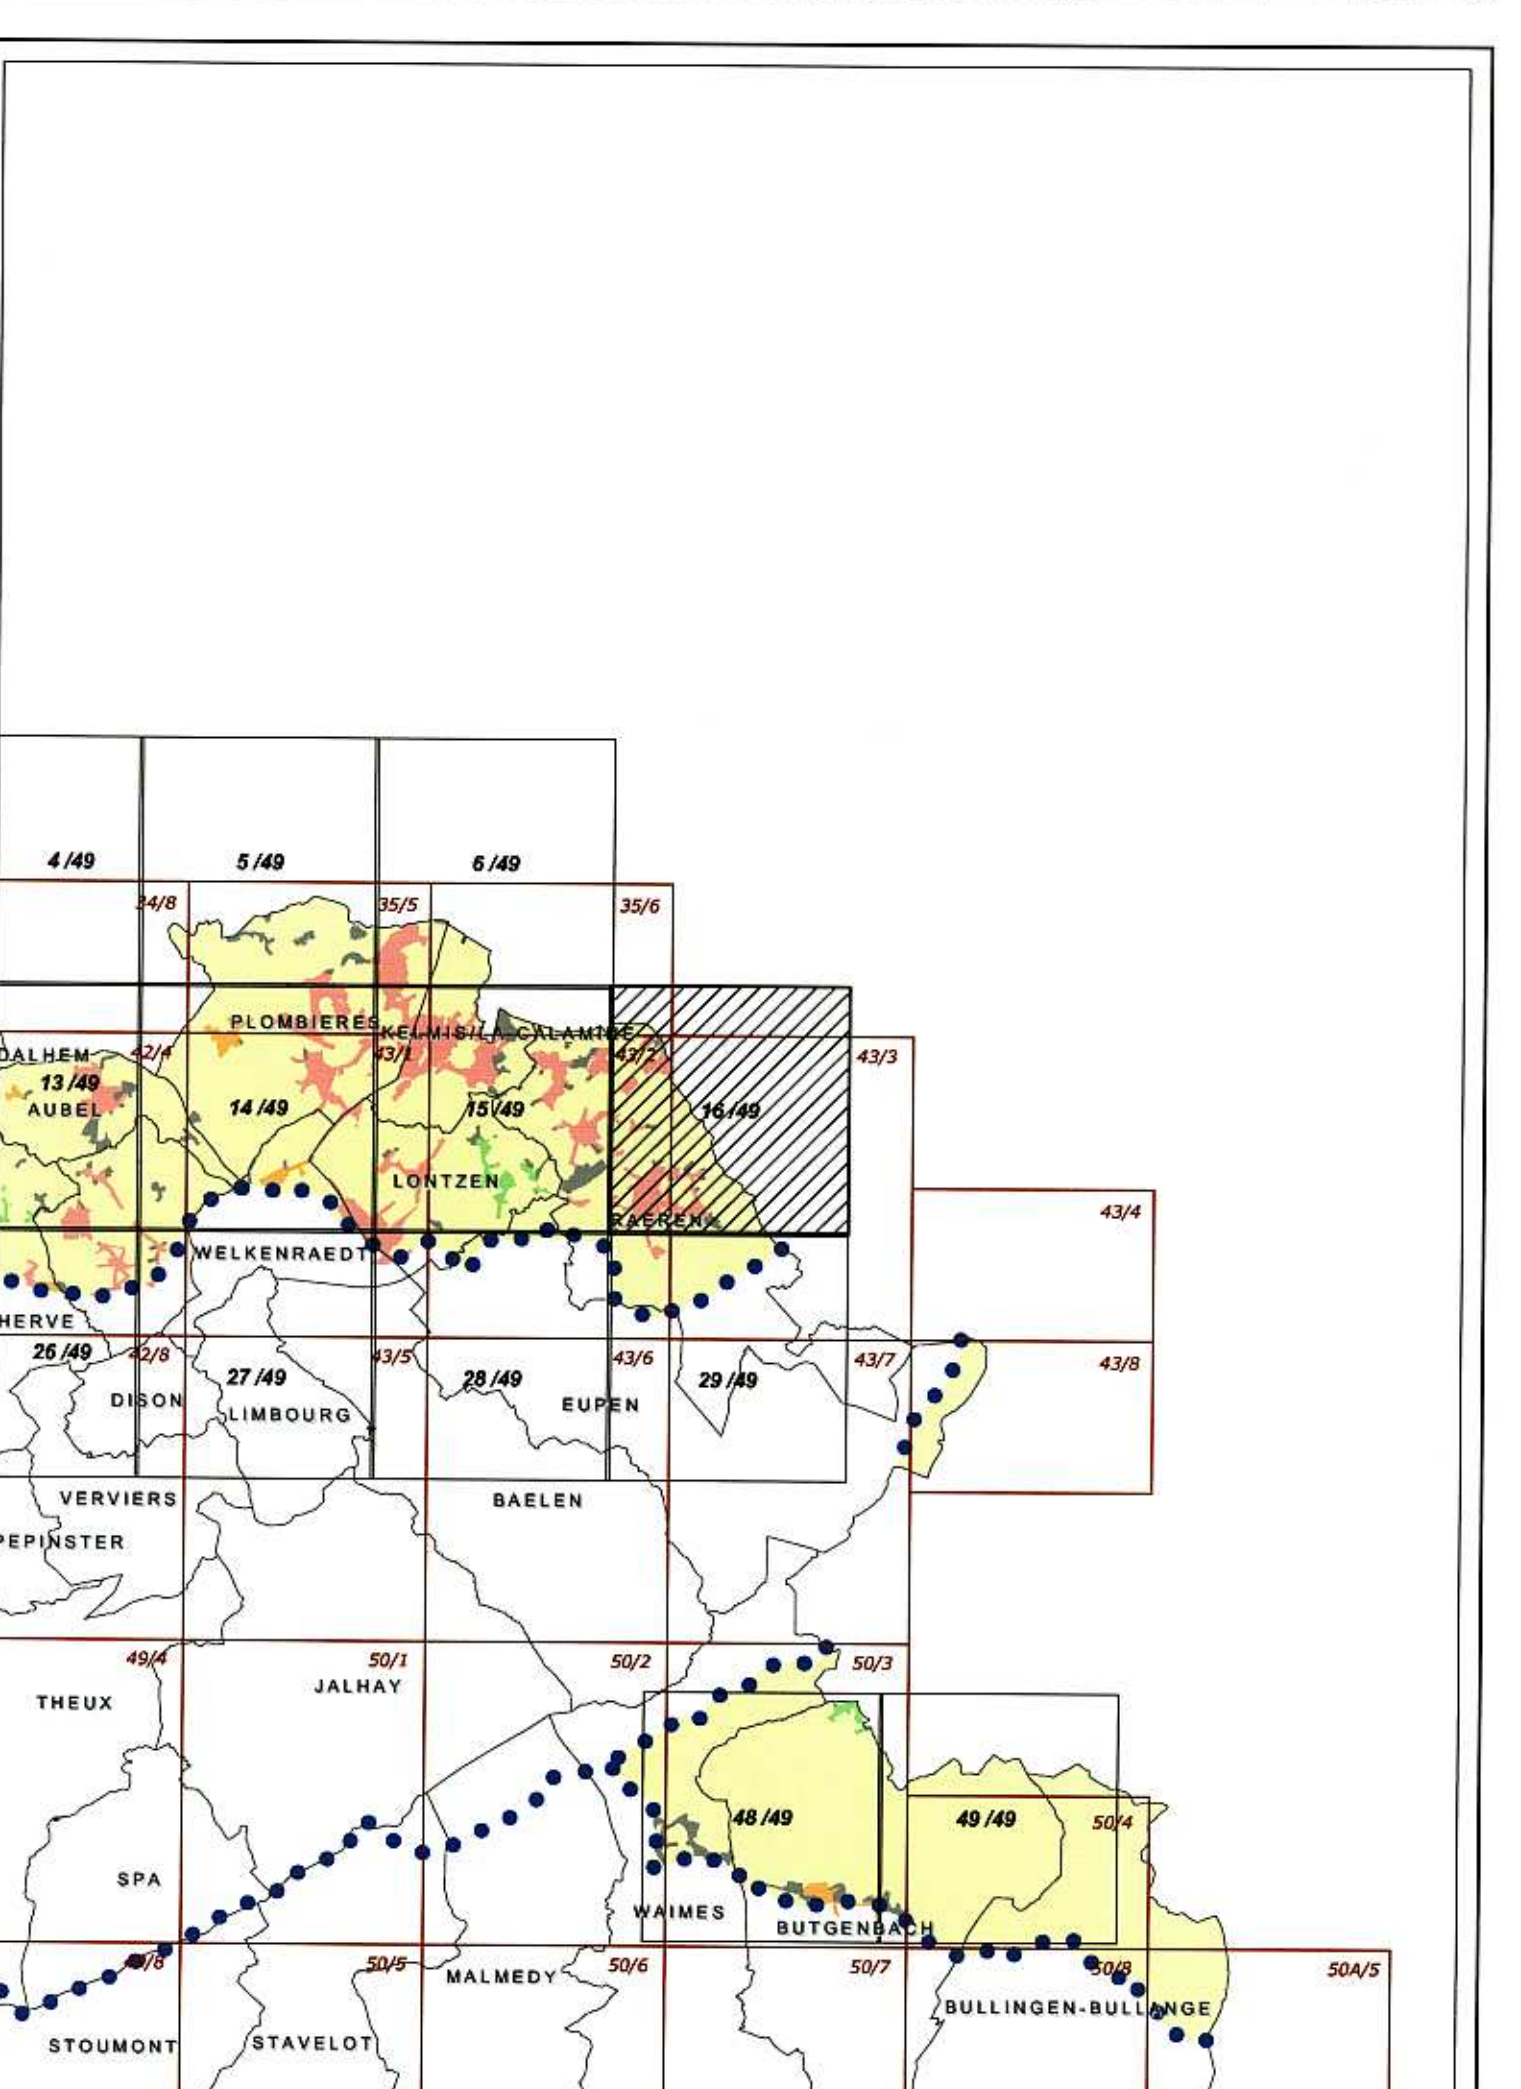 4 /49 5 /49 6 /49
34/8 35/5 35/6
PLOMBIERES KELMIS/LA CALAMINE
DALHEM 42/4 43/1 43/2 43/3
13 /49
AUBEL 14 /49 15 /49 16 /49
LONTZEN
RAEREN 43/4
WELKENRAEDT
HERVE
26 /49 42/8 43/5 43/6 43/7 43/8
27 /49 28 /49 29 /49
DISON LIMBOURG EUPEN
VERVIERS BAELEN
PEPINSTER
49/4 50/1 50/2 50/3
THEUX JALHAY
48 /49 49 /49 50/4
SPA
WAIMES
BUTGENBACH
50/5 50/6 50/7 50/8 50A/5
MALMEDY
BULLINGEN-BULLANGE
STOUMONT STAVELOT